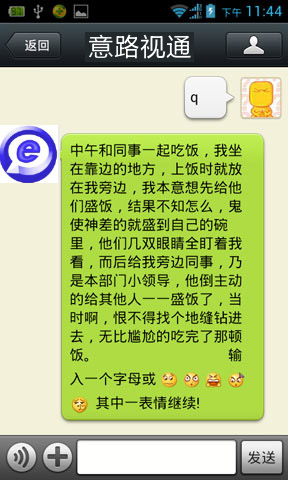 下午 11:44
返回
意路视通
q
中午和同事一起吃饭，我坐
在靠边的地方，上饭时就放
在我旁边，我本意想先给他
们盛饭，结果不知怎么，鬼
使神差的就盛到自己的碗
里，他们几双眼睛全盯着我
看，而后给我旁边同事，乃
是本部门小领导，他倒主动
的给其他人一一盛饭了，当
时啊，恨不得找个地缝钻进
去，无比尴尬的吃完了那顿
饭。 输
入一个字母或
其中一表情继续!
发送